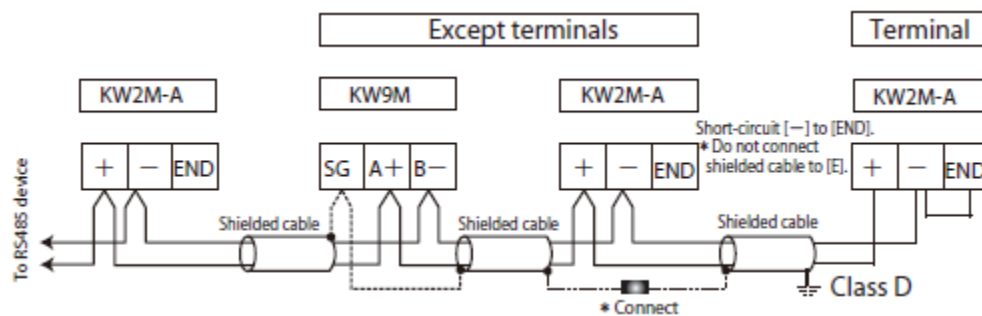 Except terminals
Terminal
KW2M-A
KW9M
KW2M-A
KW2M-A
Short-circuit [—] to [END].
* Do not connect
shielded cable to [E].
+ — END
SG A+ B—
+ — END
+ — END
To RS485 device
Shielded cable
Shielded cable
Shielded cable
Class D
* Connect